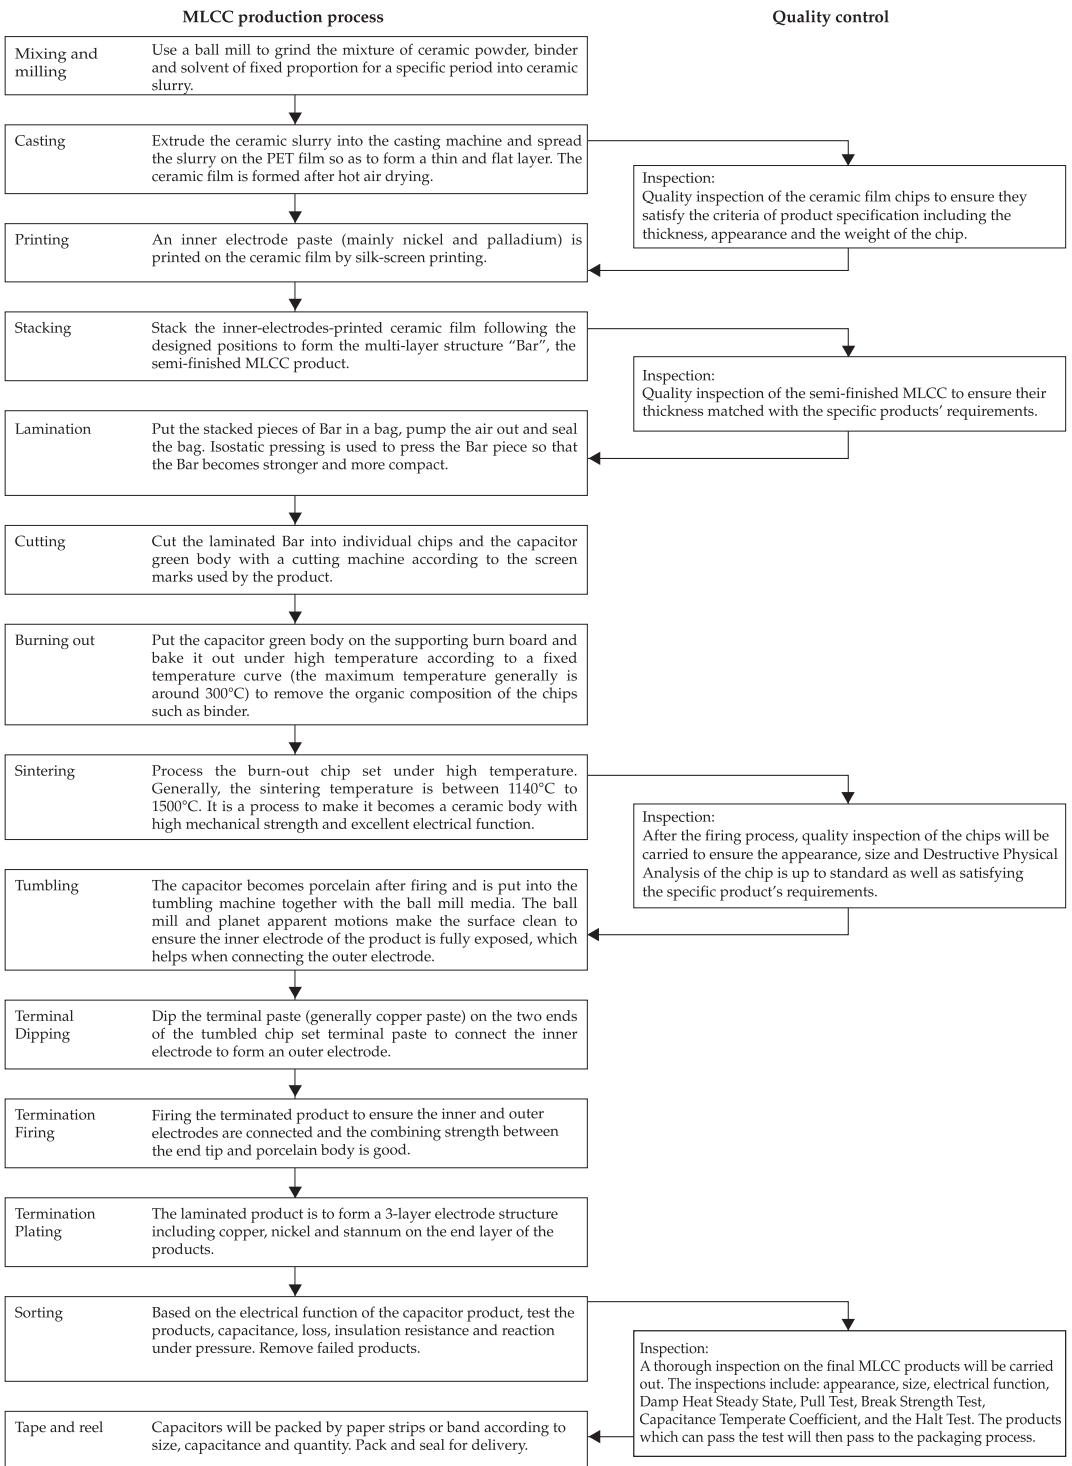 MLCC production process
Quality control
Mixing and
milling
Use a ball mill to grind the mixture of ceramic powder, binder
and solvent of fixed proportion for a specific period into ceramic
slurry.
Casting
Extrude the ceramic slurry into the casting machine and spread
the slurry on the PET film so as to form a thin and flat layer. The
ceramic film is formed after hot air drying.
Inspection:
Quality inspection of the ceramic film chips to ensure they
satisfy the criteria of product specification including the
thickness, appearance and the weight of the chip.
Printing
An inner electrode paste (mainly nickel and palladium) is
printed on the ceramic film by silk-screen printing.
Stacking
Stack the inner-electrodes-printed ceramic film following the
designed positions to form the multi-layer structure “Bar”, the
semi-finished MLCC product.
Inspection:
Quality inspection of the semi-finished MLCC to ensure their
thickness matched with the specific products’ requirements.
Lamination
Put the stacked pieces of Bar in a bag, pump the air out and seal
the bag. Isostatic pressing is used to press the Bar piece so that
the Bar becomes stronger and more compact.
Cutting
Cut the laminated Bar into individual chips and the capacitor
green body with a cutting machine according to the screen
marks used by the product.
Burning out
Put the capacitor green body on the supporting burn board and
bake it out under high temperature according to a fixed
temperature curve (the maximum temperature generally is
around 300°C) to remove the organic composition of the chips
such as binder.
Sintering
Process the burn-out chip set under high temperature.
Generally, the sintering temperature is between 1140°C to
1500°C. It is a process to make it becomes a ceramic body with
high mechanical strength and excellent electrical function.
Inspection:
After the firing process, quality inspection of the chips will be
carried to ensure the appearance, size and Destructive Physical
Analysis of the chip is up to standard as well as satisfying
the specific product’s requirements.
Tumbling
The capacitor becomes porcelain after firing and is put into the
tumbling machine together with the ball mill media. The ball
mill and planet apparent motions make the surface clean to
ensure the inner electrode of the product is fully exposed, which
helps when connecting the outer electrode.
Terminal
Dipping
Dip the terminal paste (generally copper paste) on the two ends
of the tumbled chip set terminal paste to connect the inner
electrode to form an outer electrode.
Termination
Firing
Firing the terminated product to ensure the inner and outer
electrodes are connected and the combining strength between
the end tip and porcelain body is good.
Termination
Plating
The laminated product is to form a 3-layer electrode structure
including copper, nickel and stannum on the end layer of the
products.
Sorting
Based on the electrical function of the capacitor product, test the
products, capacitance, loss, insulation resistance and reaction
under pressure. Remove failed products.
Inspection:
A thorough inspection on the final MLCC products will be carried
out. The inspections include: appearance, size, electrical function,
Damp Heat Steady State, Pull Test, Break Strength Test,
Capacitance Temperate Coefficient, and the Halt Test. The products
which can pass the test will then pass to the packaging process.
Tape and reel
Capacitors will be packed by paper strips or band according to
size, capacitance and quantity. Pack and seal for delivery.